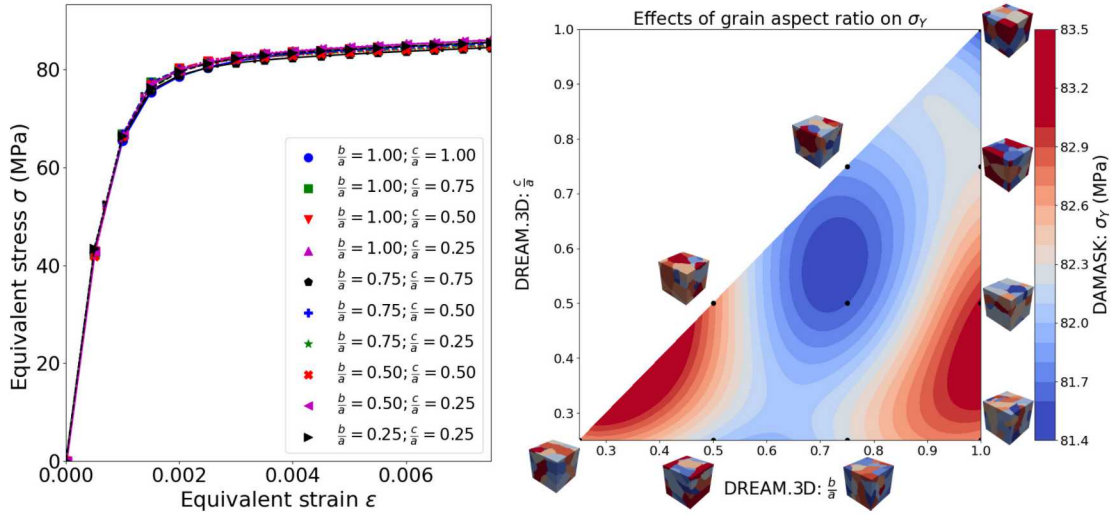 Equivalent stress σ (MPa)
80
60
40
20
0
0.000
0.002
0.004
0.006
Equivalent strain ε
b/a = 1.00; c/a = 1.00
b/a = 1.00; c/a = 0.75
b/a = 1.00; c/a = 0.50
b/a = 1.00; c/a = 0.25
b/a = 0.75; c/a = 0.75
b/a = 0.75; c/a = 0.50
b/a = 0.75; c/a = 0.25
b/a = 0.50; c/a = 0.50
b/a = 0.50; c/a = 0.25
b/a = 0.25; c/a = 0.25
Effects of grain aspect ratio on σ_Y
DREAM.3D: c/a
1.0
0.9
0.8
0.7
0.6
0.5
0.4
0.3
0.3
0.4
0.5
0.6
0.7
0.8
0.9
1.0
DREAM.3D: b/a
83.5
83.2
82.9
82.6
82.3
82.0
81.7
81.4
DAMASK: σ_Y (MPa)